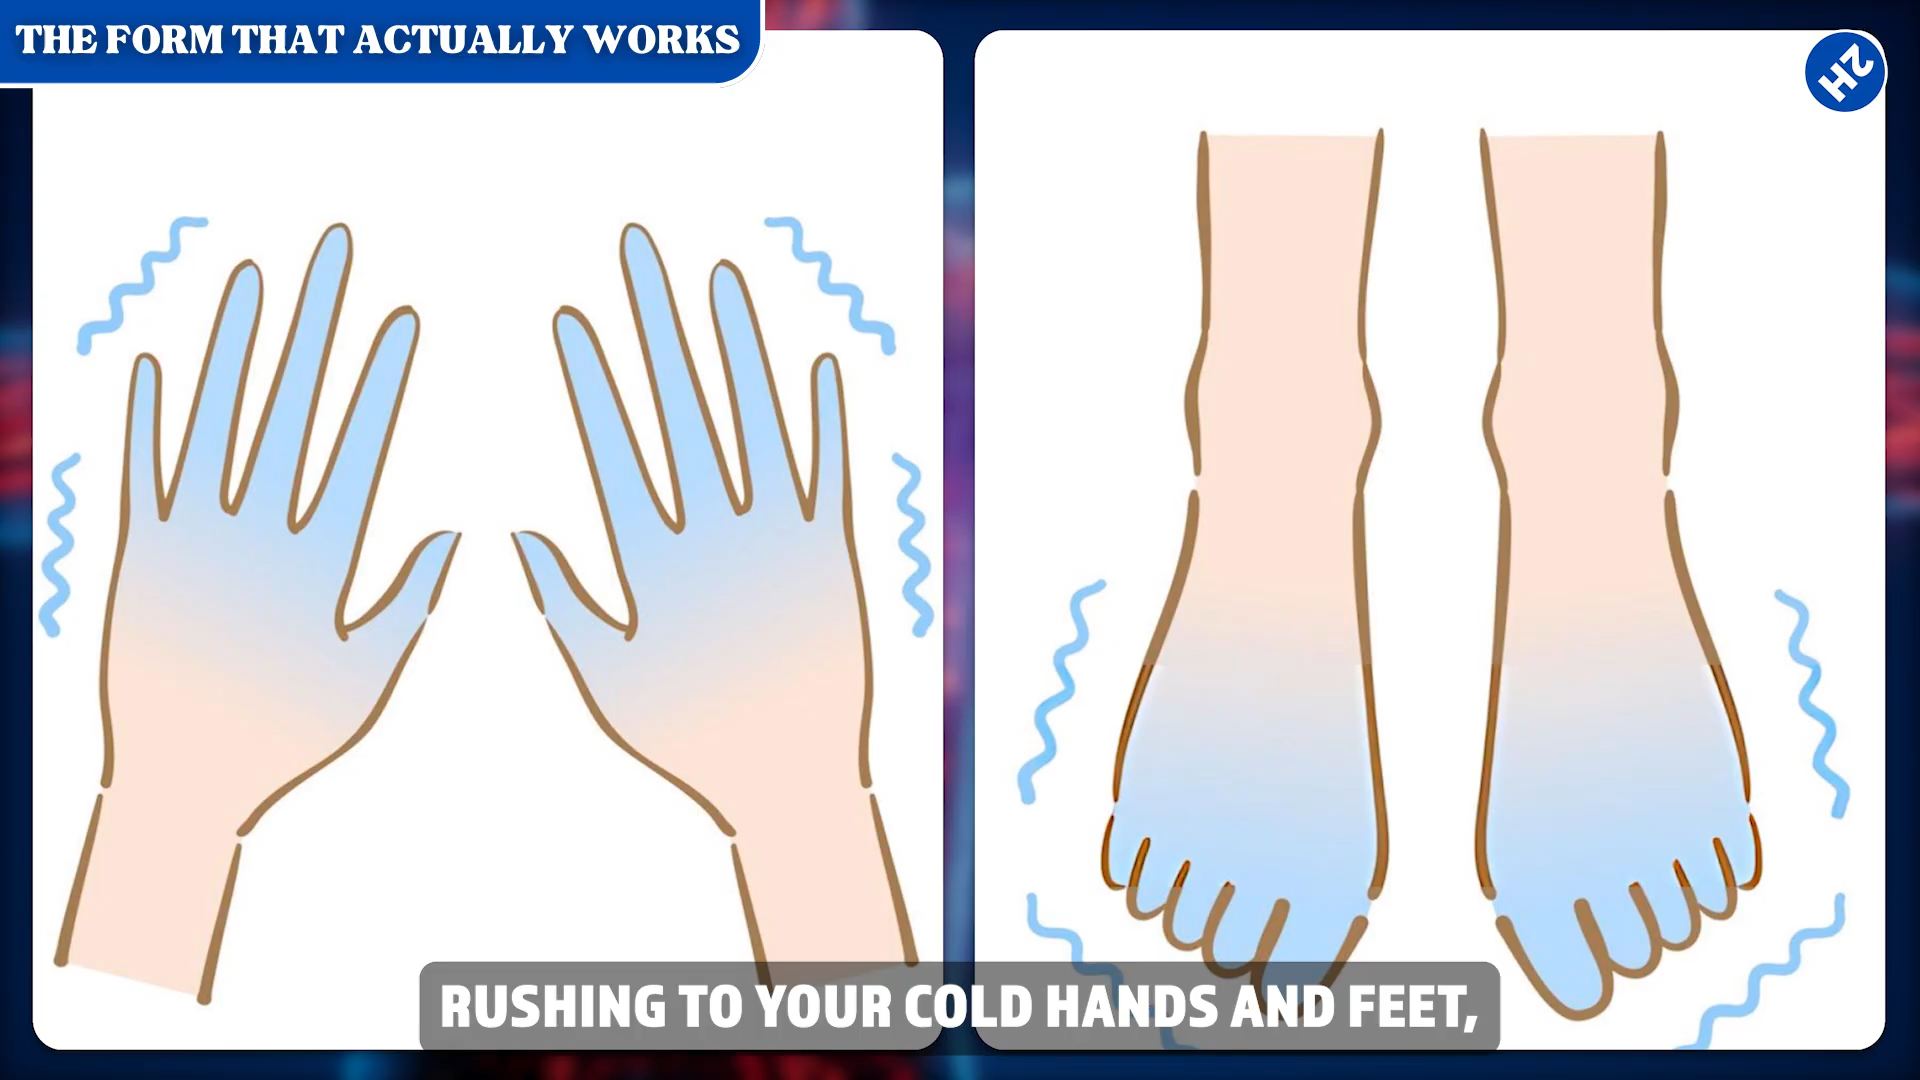 THE FORM THAT ACTUALLY WORKS
HZ
RUSHING TO YOUR COLD HANDS AND FEET,